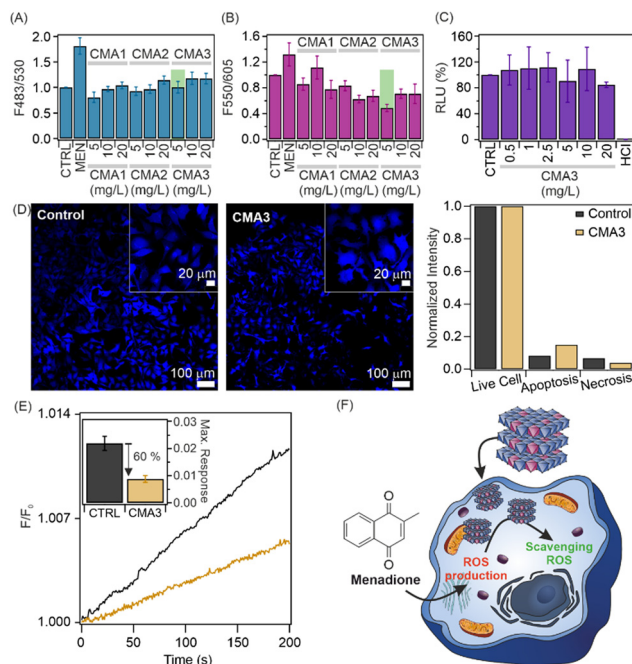 (A)
F483/530
2.0
1.5
1.0
0.5
0.0
CMA1 CMA2 CMA3
CTRL MEN 5 10 20 5 10 20 5 10 20
CMA1 CMA2 CMA3
(mg/L) (mg/L) (mg/L)
(B)
F550/605
1.5
1.0
0.5
0.0
CMA1 CMA2 CMA3
CTRL MEN 5 10 20 5 10 20 5 10 20
CMA1 CMA2 CMA3
(mg/L) (mg/L) (mg/L)
(C)
RLU (%)
160
120
80
40
0
CTRL 0.5 1 2.5 5 10 20 HCl
CMA3
(mg/L)
(D)
Control
20 µm
100 µm
CMA3
20 µm
100 µm
Normalized Intensity
1.0
0.8
0.6
0.4
0.2
0.0
Control
CMA3
Live Cell Apoptosis Necrosis
(E)
F/F0
1.014
1.007
1.000
0.03
0.02
0.01
0.00
Max.
Response
60 %
CTRL CMA3
0 50 100 150 200
Time (s)
(F)
Menadione
ROS
production
Scavenging
ROS